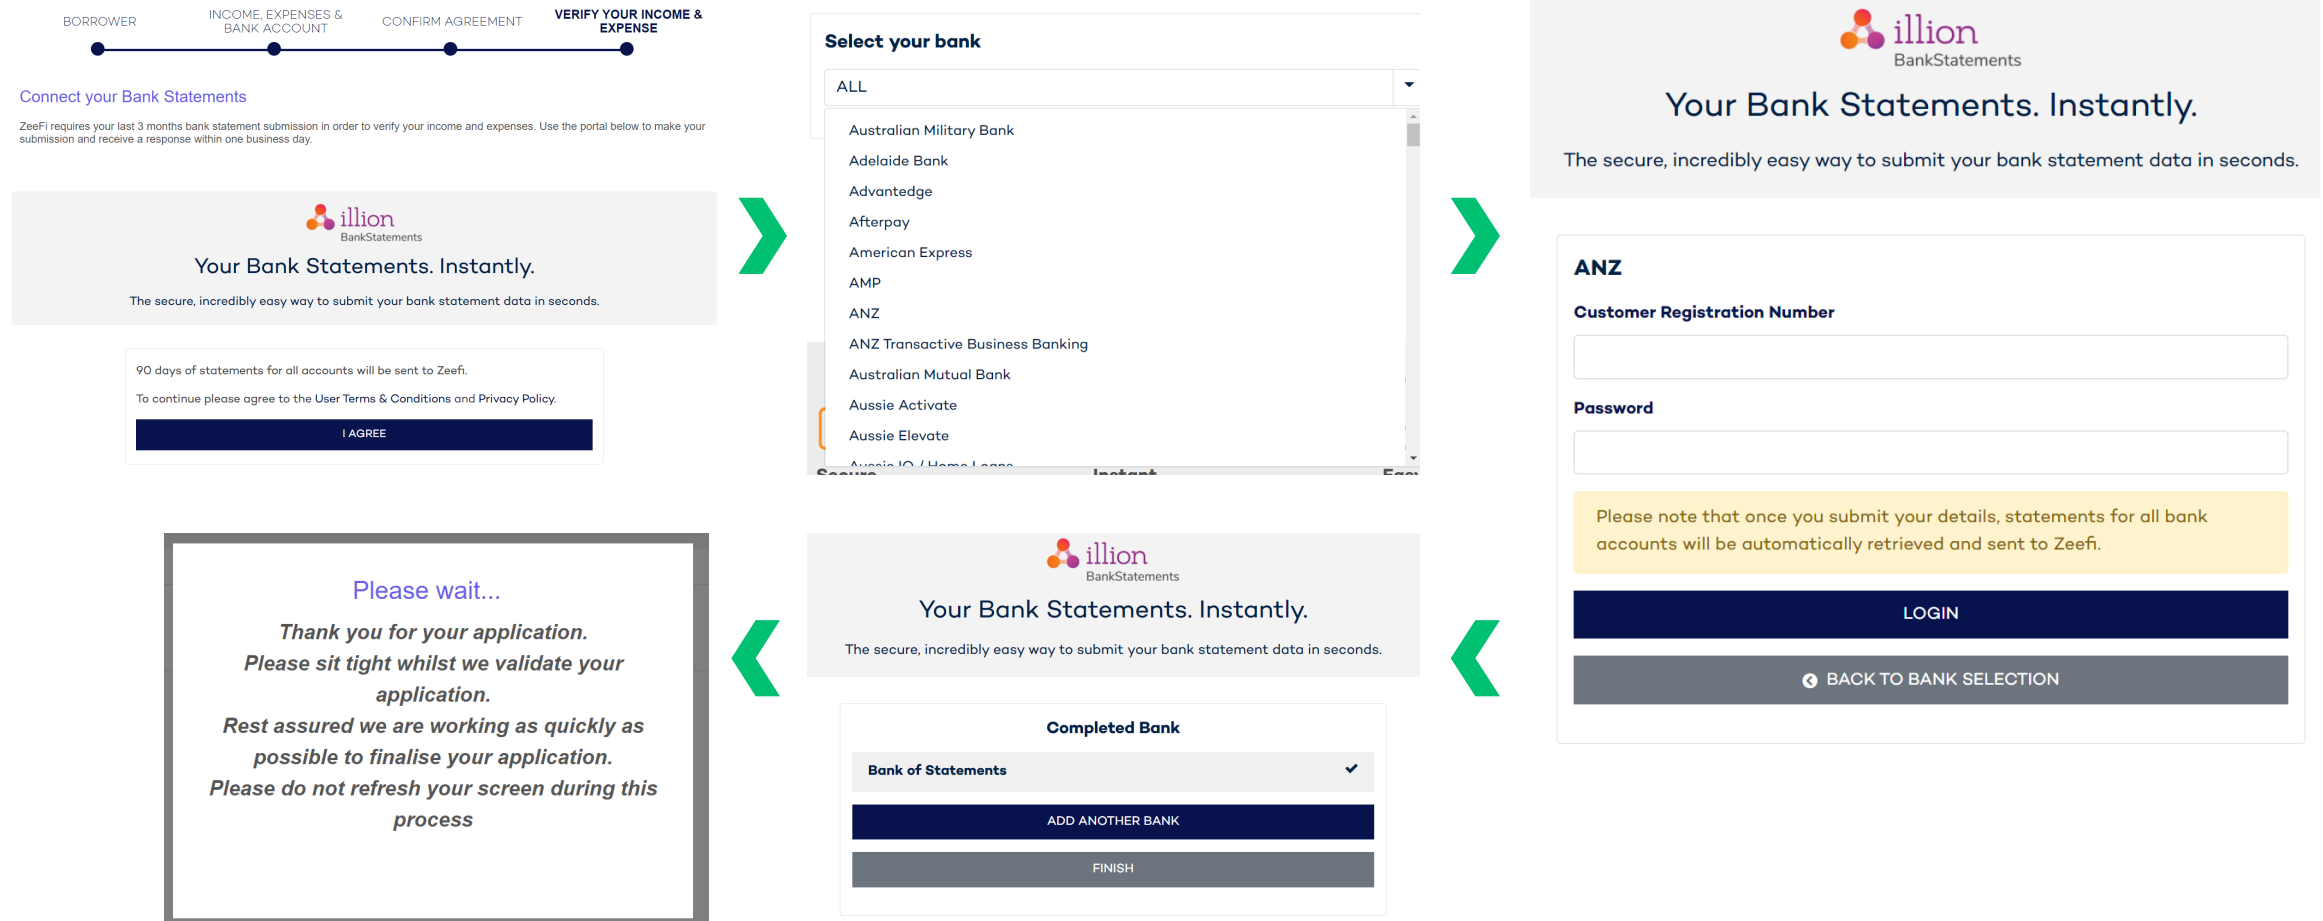 BORROWER
INCOME, EXPENSES &
BANK ACCOUNT
CONFIRM AGREEMENT
VERIFY YOUR INCOME &
EXPENSE
Connect your Bank Statements
ZeeFi requires your last 3 months bank statement submission in order to verify your income and expenses. Use the portal below to make your
submission and receive a response within one business day.
illion
BankStatements
Your Bank Statements. Instantly.
The secure, incredibly easy way to submit your bank statement data in seconds.
90 days of statements for all accounts will be sent to Zeefi.
To continue please agree to the User Terms & Conditions and Privacy Policy.
I AGREE
Select your bank
ALL
Australian Military Bank
Adelaide Bank
Advantedge
Afterpay
American Express
AMP
ANZ
ANZ Transactive Business Banking
Australian Mutual Bank
Aussie Activate
Aussie Elevate
Aussie IQ / Home Loans
Secure
Instant
Easy
illion
BankStatements
Your Bank Statements. Instantly.
The secure, incredibly easy way to submit your bank statement data in seconds.
ANZ
Customer Registration Number
Password
Please note that once you submit your details, statements for all bank
accounts will be automatically retrieved and sent to Zeefi.
LOGIN
BACK TO BANK SELECTION
illion
BankStatements
Your Bank Statements. Instantly.
The secure, incredibly easy way to submit your bank statement data in seconds.
Completed Bank
Bank of Statements
ADD ANOTHER BANK
FINISH
Please wait...
Thank you for your application.
Please sit tight whilst we validate your
application.
Rest assured we are working as quickly as
possible to finalise your application.
Please do not refresh your screen during this
process